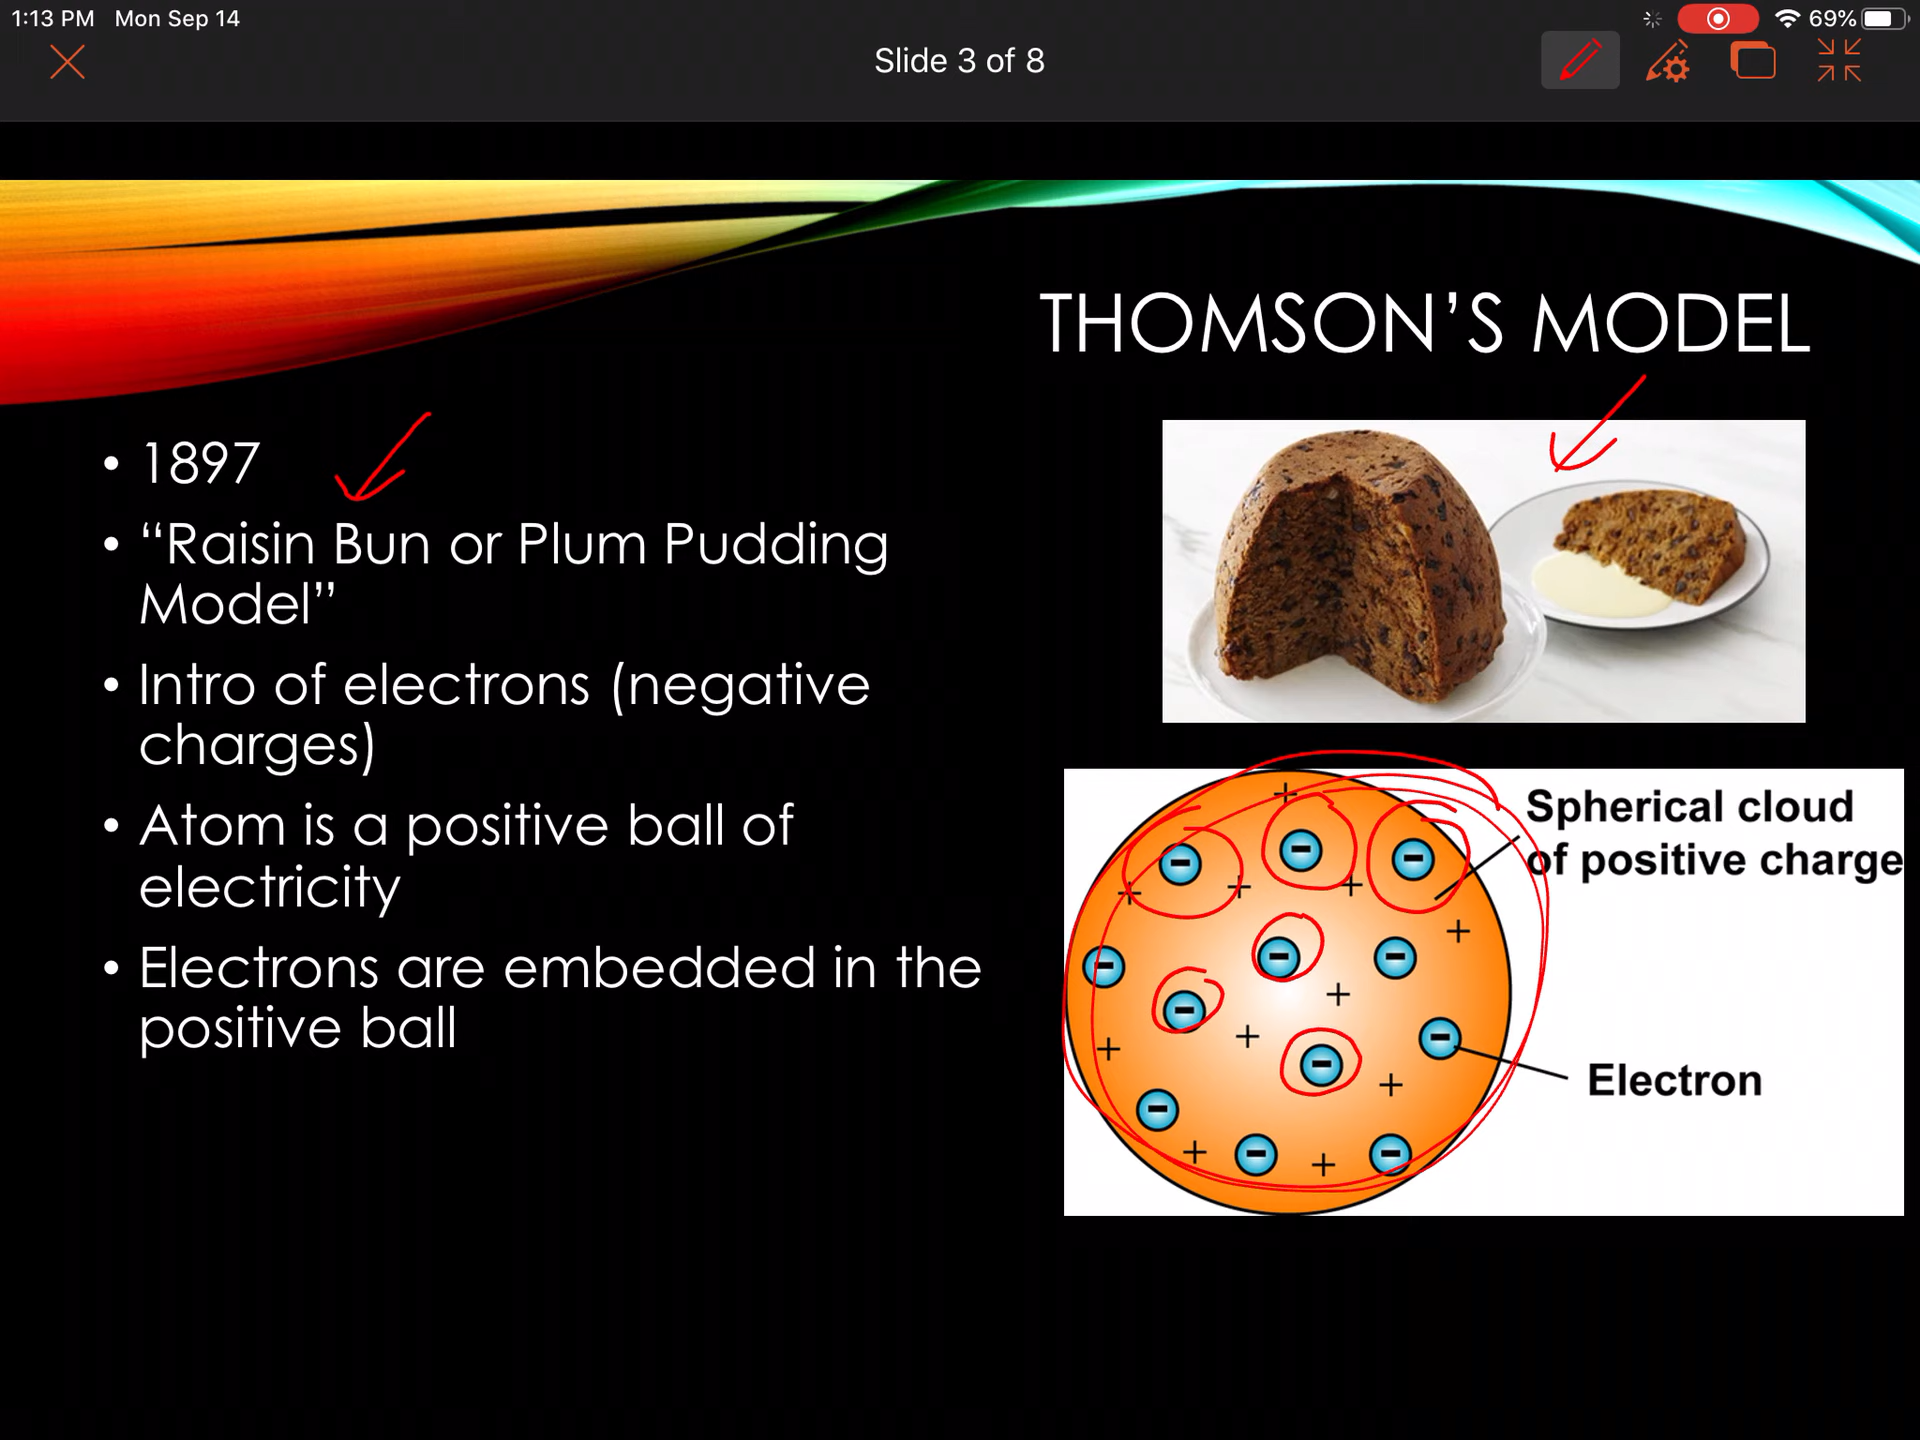 1:13 PM Mon Sep 14
69%
Slide 3 of 8
THOMSON’S MODEL
• 1897
• “Raisin Bun or Plum Pudding
Model”
• Intro of electrons (negative
charges)
• Atom is a positive ball of
electricity
• Electrons are embedded in the
positive ball
Spherical cloud
of positive charge
Electron